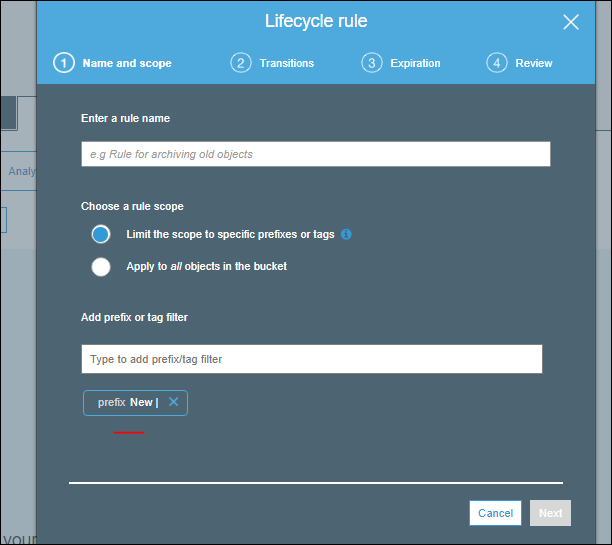 Lifecycle rule
1 Name and scope 2 Transitions 3 Expiration 4 Review
Enter a rule name
Analy
e.g Rule for archiving old objects
Choose a rule scope
Limit the scope to specific prefixes or tags
Apply to all objects in the bucket
Add prefix or tag filter
Type to add prefix/tag filter
prefix New |
Cancel Next
your